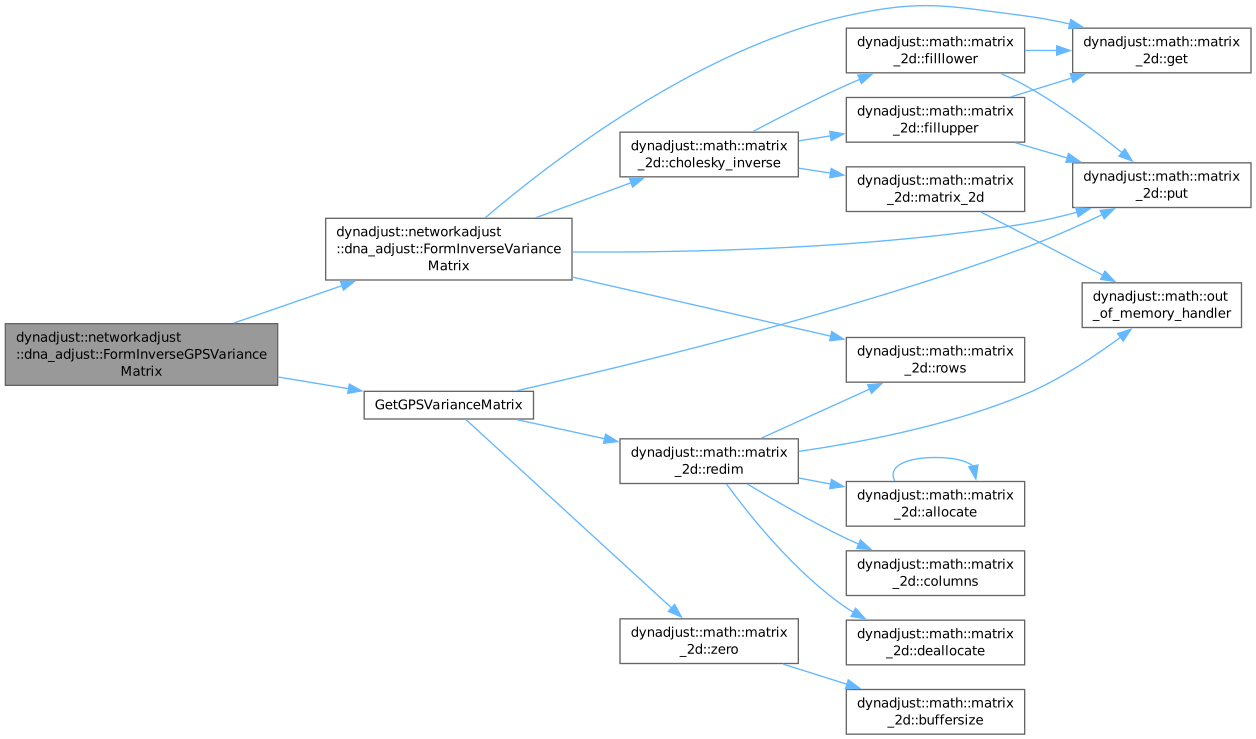 dynadjust::networkadjust
::dna_adjust::FormInverseGPSVariance
Matrix
dynadjust::networkadjust
::dna_adjust::FormInverseVariance
Matrix
GetGPSVarianceMatrix
dynadjust::math::matrix
_2d::cholesky_inverse
dynadjust::math::matrix
_2d::redim
dynadjust::math::matrix
_2d::zero
dynadjust::math::matrix
_2d::filllower
dynadjust::math::matrix
_2d::fillupper
dynadjust::math::matrix
_2d::matrix_2d
dynadjust::math::matrix
_2d::rows
dynadjust::math::matrix
_2d::allocate
dynadjust::math::matrix
_2d::columns
dynadjust::math::matrix
_2d::deallocate
dynadjust::math::matrix
_2d::buffersize
dynadjust::math::matrix
_2d::get
dynadjust::math::matrix
_2d::put
dynadjust::math::out
_of_memory_handler